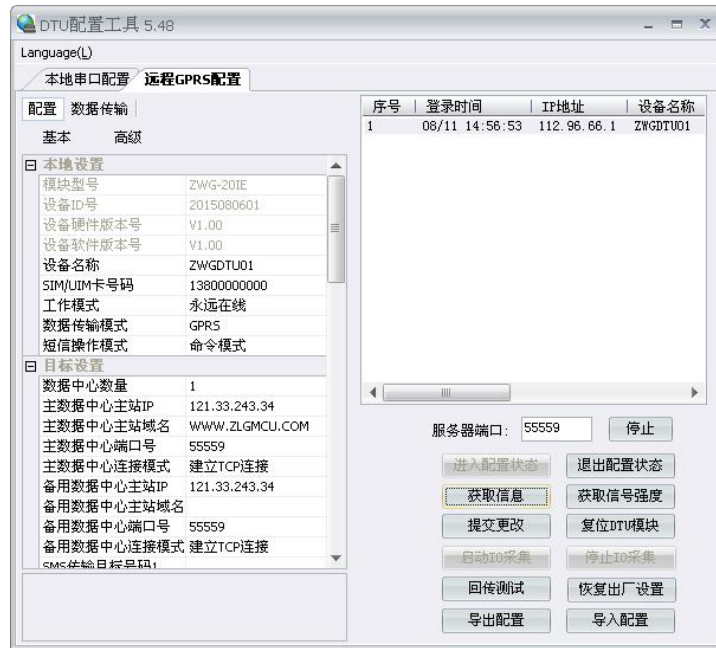 DTU配置工具 5.48
Language(L)
本地串口配置 远程GPRS配置
配置 数据传输
基本 高级
本地设置
模块型号 ZWG-20IE
设备ID号 2015080601
设备硬件版本号 V1.00
设备软件版本号 V1.00
设备名称 ZWGDTU01
SIM/UIM卡号码 13800000000
工作模式 永远在线
数据传输模式 GPRS
短信操作模式 命令模式
目标设置
数据中心数量 1
主数据中心主站IP 121.33.243.34
主数据中心主站域名 WWW.ZLGMCU.COM
主数据中心端口号 55559
主数据中心连接模式 建立TCP连接
备用数据中心主站IP 121.33.243.34
备用数据中心主站域名
备用数据中心端口号 55559
备用数据中心连接模式 建立TCP连接
SMS传输目标号码1
序号 登录时间 IP地址 设备名称
1 08/11 14:56:53 112.96.66.1 ZWGDTU01
服务器端口: 55559 停止
进入配置状态 退出配置状态
获取信息 获取信号强度
提交更改 复位DTU模块
启动IO采集 停止IO采集
回传测试 恢复出厂设置
导出配置 导入配置